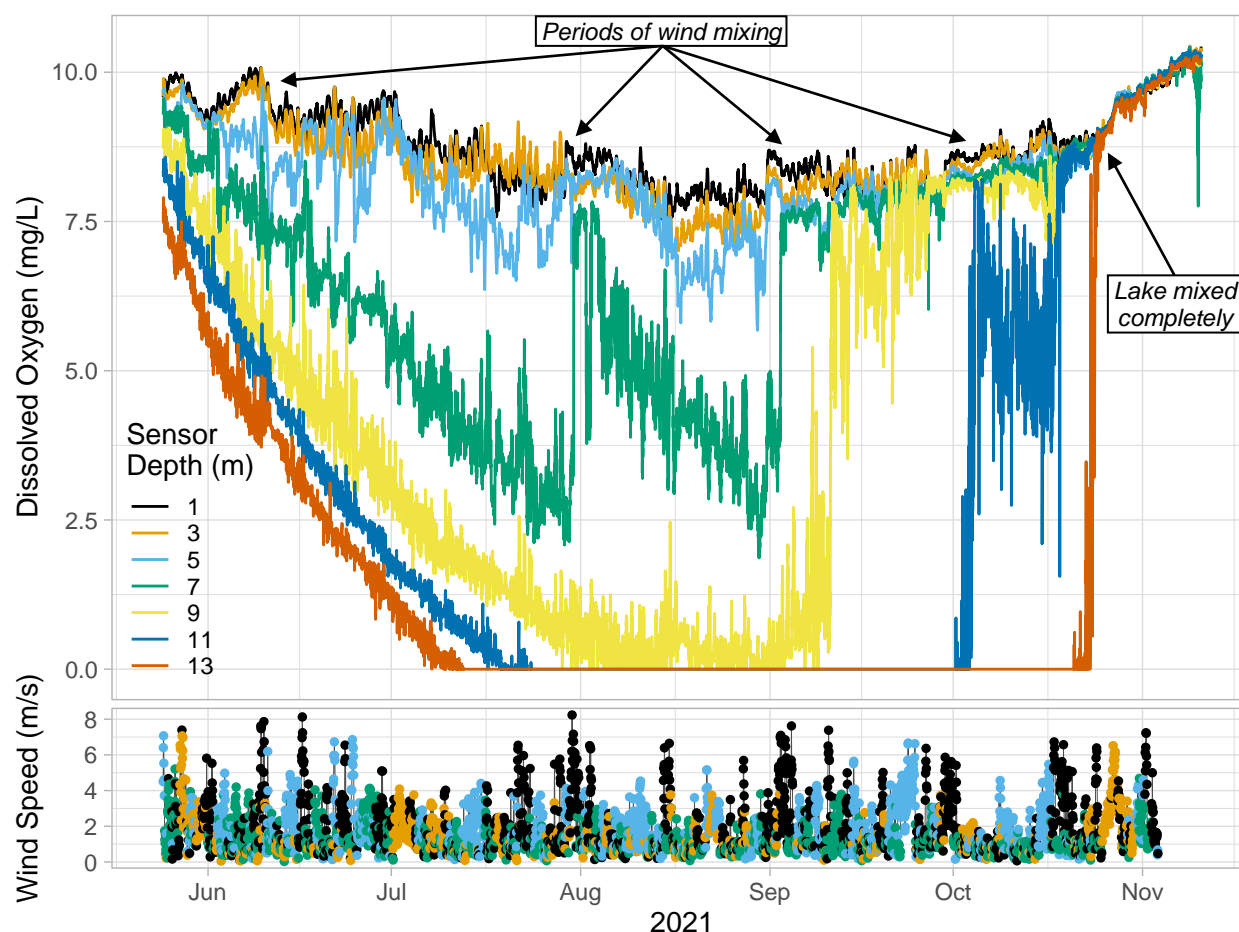 Periods of wind mixing
10.0
7.5
5.0
2.5
0.0
Dissolved Oxygen (mg/L)
Lake mixed
completely
Sensor
Depth (m)
1
3
5
7
9
11
13
8
6
4
2
0
Wind Speed (m/s)
Jun
Jul
Aug
Sep
Oct
Nov
2021